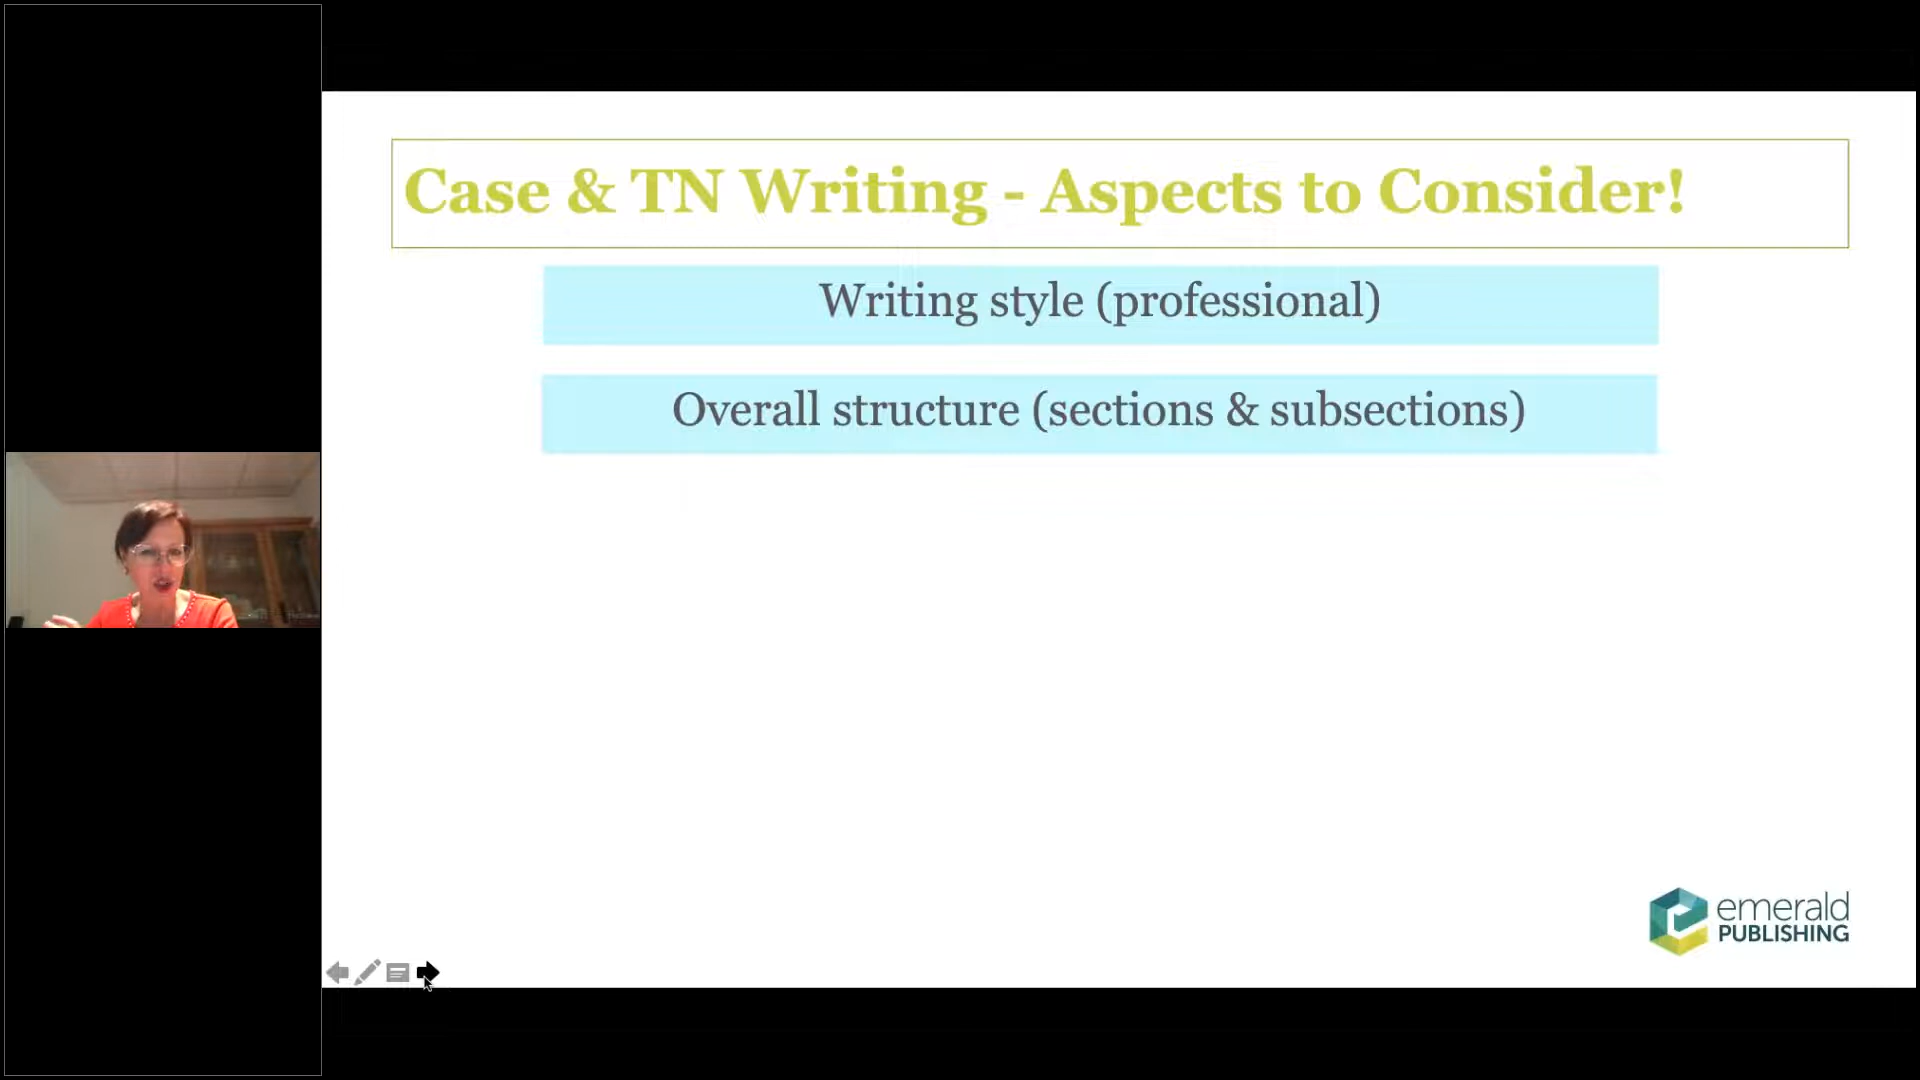 Case & TN Writing - Aspects to Consider!
Writing style (professional)
Overall structure (sections & subsections)
emerald
PUBLISHING